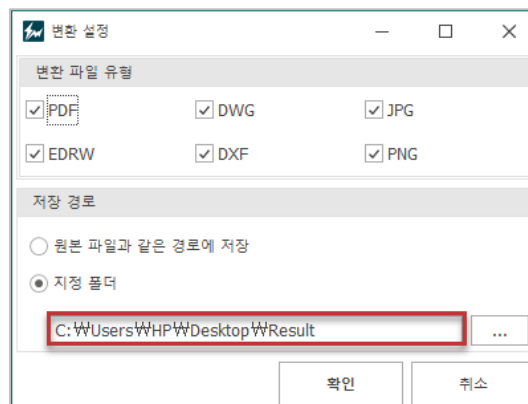 변환 설정
변환 파일 유형
PDF DWG JPG
EDRW DXF PNG
저장 경로
원본 파일과 같은 경로에 저장
지정 폴더
C:₩Users₩HP₩Desktop₩Result ...
확인 취소